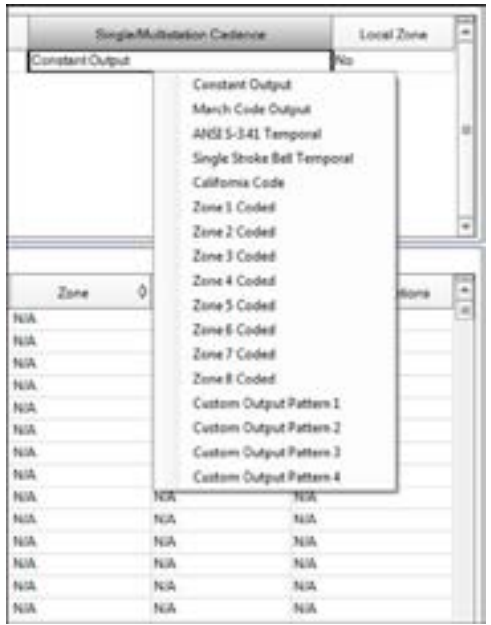 Single/Multistation Cadence Local Zone
Constant Output No
Constant Output
March Code Output
ANSI S-3.41 Temporal
Single Stroke Bell Temporal
California Code
Zone 1 Coded
Zone 2 Coded
Zone 3 Coded
Zone 4 Coded
Zone 5 Coded
Zone 6 Coded
Zone 7 Coded
Zone 8 Coded
Custom Output Pattern 1
Custom Output Pattern 2
Custom Output Pattern 3
Custom Output Pattern 4
Zone
N/A
N/A
N/A
N/A
N/A
N/A
N/A
N/A
N/A N/A N/A
N/A N/A N/A
N/A N/A N/A
N/A N/A N/A
N/A N/A N/A
N/A N/A N/A